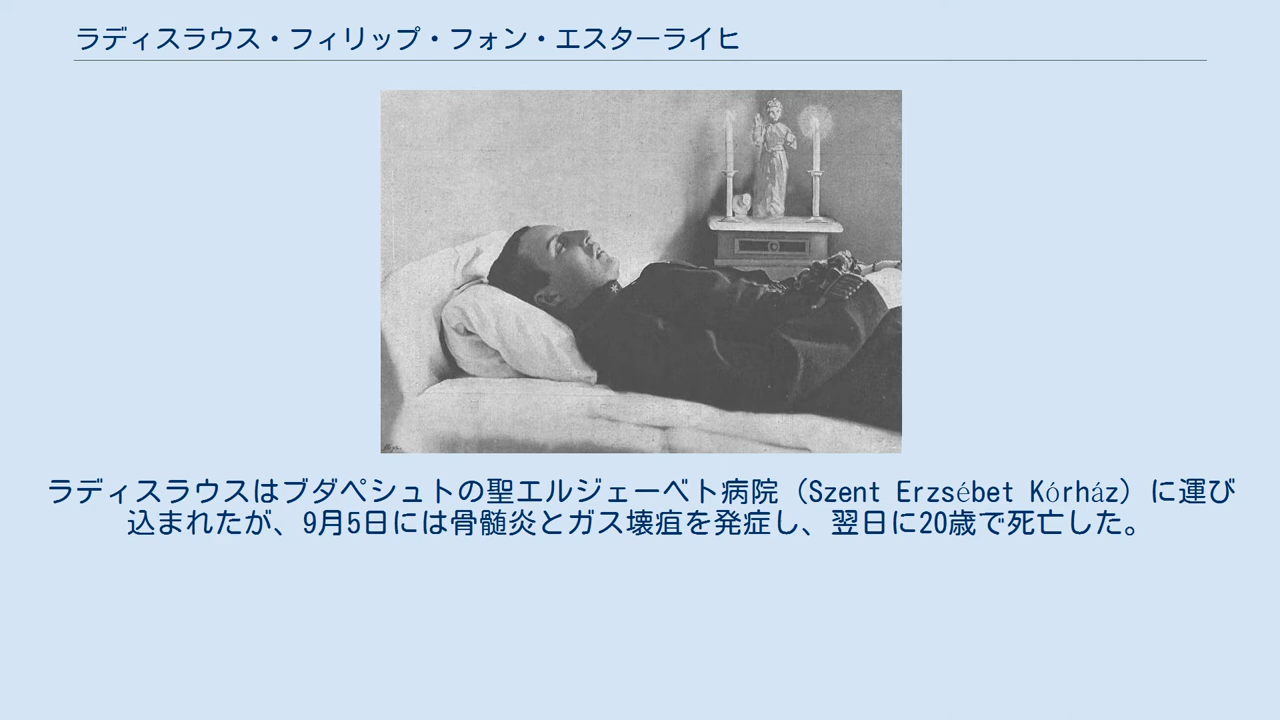 ラディスラウス・フィリップ・フォン・エスターライヒ
ラディスラウスはブダペシュトの聖エルジェーベト病院（Szent Erzsébet Kórház）に運び
込まれたが、9月5日には骨髄炎とガス壊疽を発症し、翌日に20歳で死亡した。